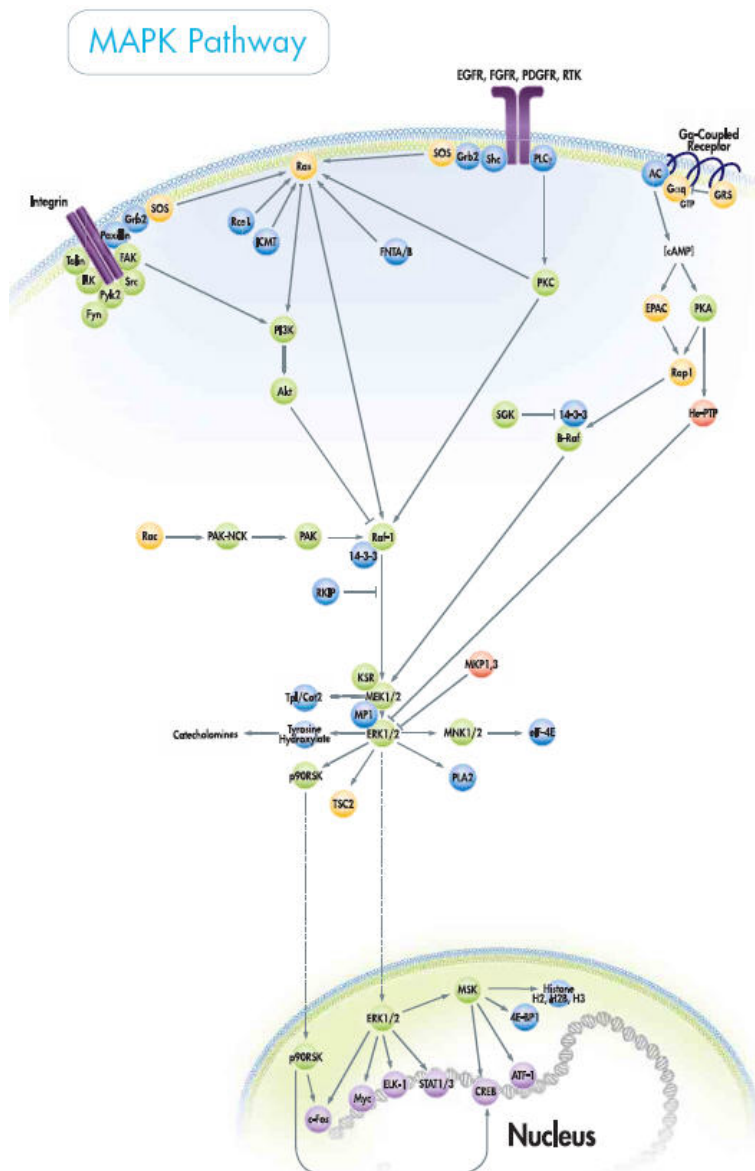 MAPK Pathway
EGFR, FGFR, PDGFR, RTK
Gq-Coupled
Receptor
SOS
Grb2
Shc
PLCγ
Ras
AC
Gαq
GTP
GRS
Integrin
SOS
Grb2
Paxillin
Talin
FAK
ILK
Src
Pyk2
Fyn
Rce1
ICMT
FNTA/B
PKC
[cAMP]
EPAC
PKA
PI3K
Rap1
Akt
SGK
14-3-3
B-Raf
He-PTP
Rac
PAK-NCK
PAK
Raf-1
14-3-3
RKIP
KSR
MEK1/2
MKP1,3
Tpl/Cot2
MP1
Catecholamines
Tyrosine
Hydroxylate
ERK1/2
MNK1/2
eIF-4E
p90RSK
TSC2
PLA2
MSK
Histone
H2, H2B, H3
4E-BP1
ERK1/2
p90RSK
ATF-1
ELK-1
STAT1/3
CREB
Myc
c-Fos
Nucleus